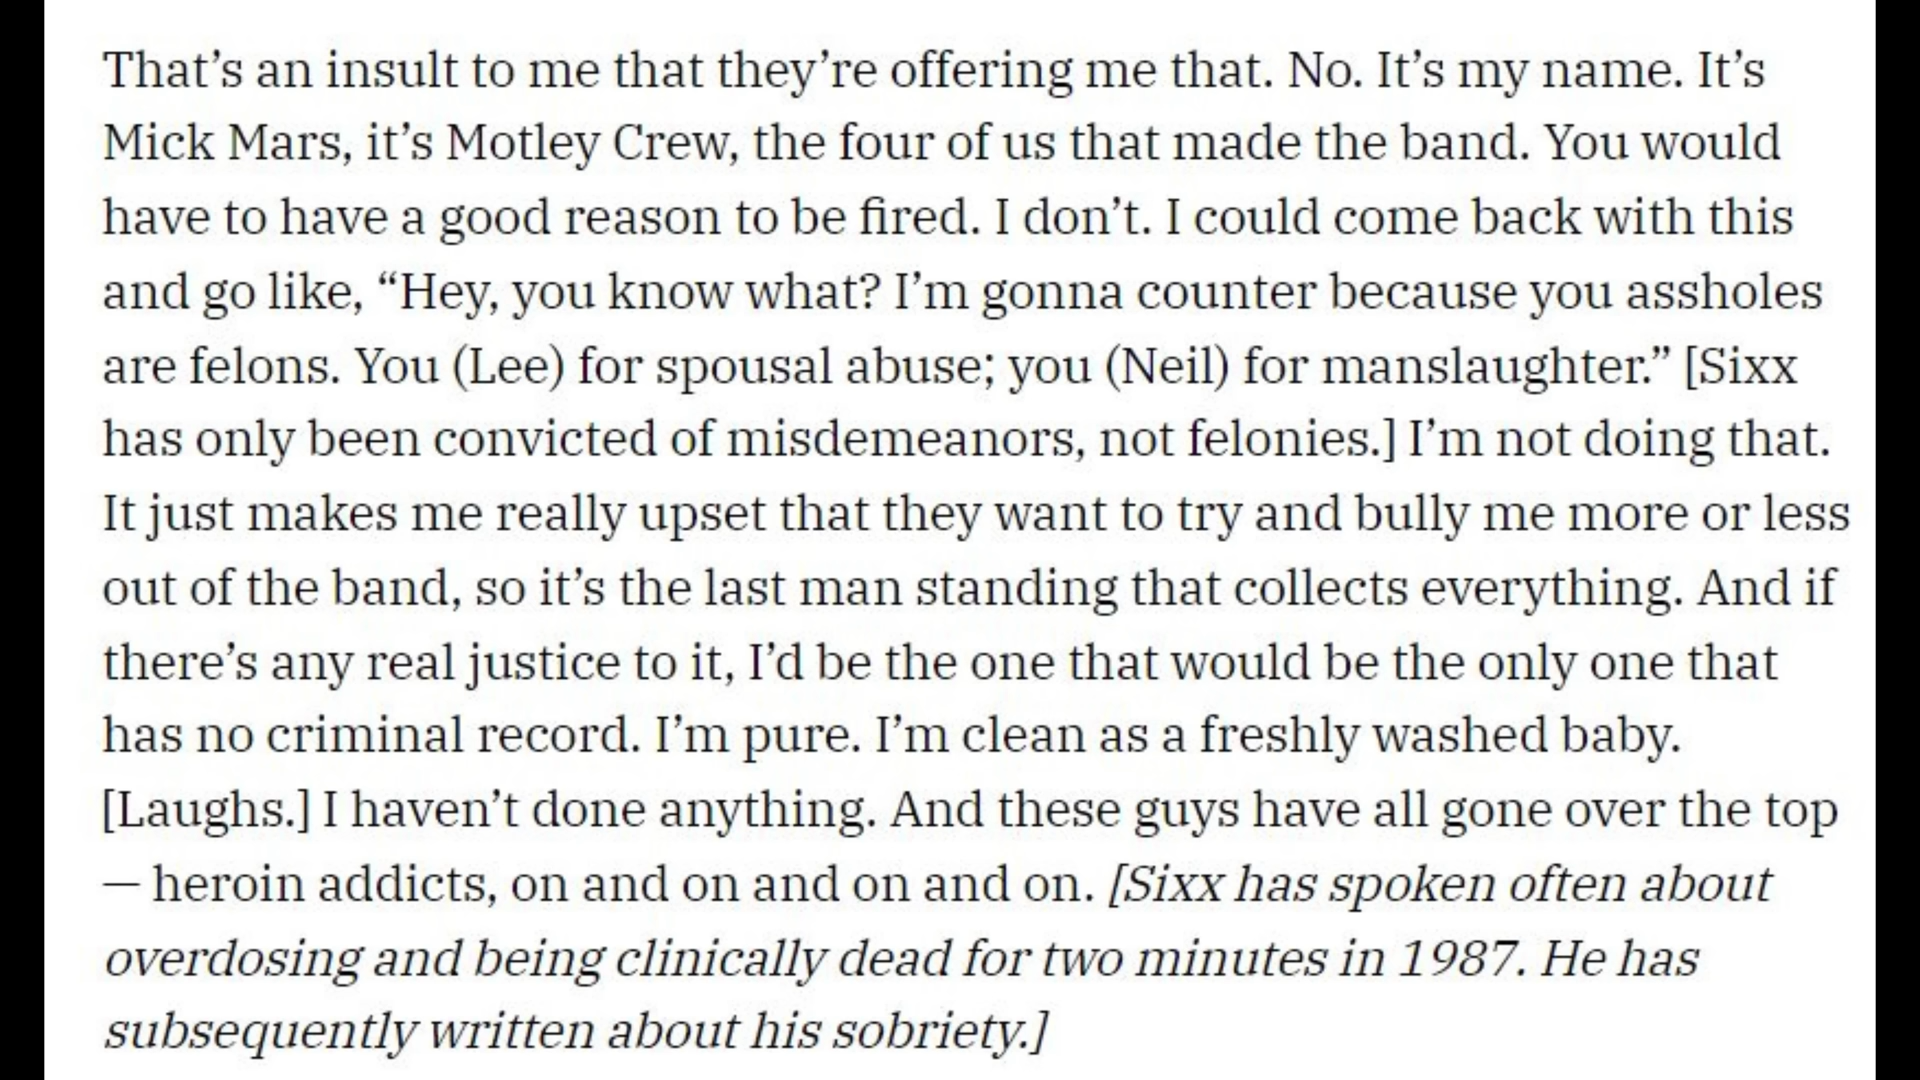 That’s an insult to me that they’re offering me that. No. It’s my name. It’s
Mick Mars, it’s Motley Crew, the four of us that made the band. You would
have to have a good reason to be fired. I don’t. I could come back with this
and go like, “Hey, you know what? I’m gonna counter because you assholes
are felons. You (Lee) for spousal abuse; you (Neil) for manslaughter.” [Sixx
has only been convicted of misdemeanors, not felonies.] I’m not doing that.
It just makes me really upset that they want to try and bully me more or less
out of the band, so it’s the last man standing that collects everything. And if
there’s any real justice to it, I’d be the one that would be the only one that
has no criminal record. I’m pure. I’m clean as a freshly washed baby.
[Laughs.] I haven’t done anything. And these guys have all gone over the top
— heroin addicts, on and on and on and on. [Sixx has spoken often about
overdosing and being clinically dead for two minutes in 1987. He has
subsequently written about his sobriety.]